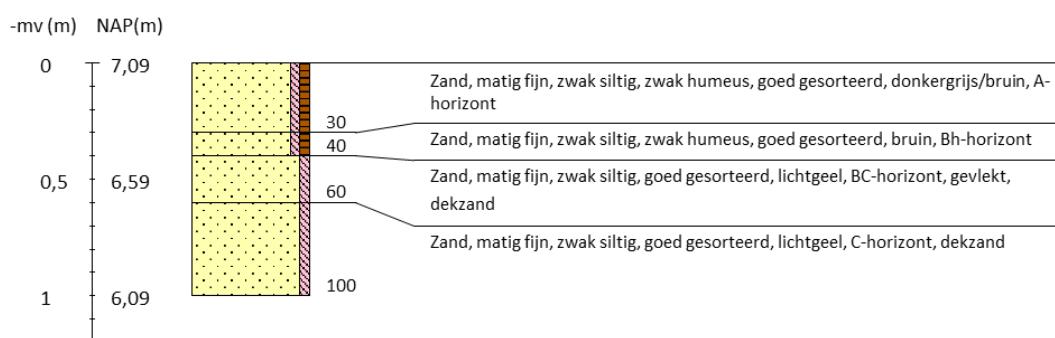 -mv (m) NAP(m)
0 7,09
Zand, matig fijn, zwak siltig, zwak humeus, goed gesorteerd, donkergrijs/bruin, A-
horizont
30
Zand, matig fijn, zwak siltig, zwak humeus, goed gesorteerd, bruin, Bh-horizont
40
0,5 6,59
Zand, matig fijn, zwak siltig, goed gesorteerd, lichtgeel, BC-horizont, gevlekt,
dekzand
60
Zand, matig fijn, zwak siltig, goed gesorteerd, lichtgeel, C-horizont, dekzand
100
1 6,09